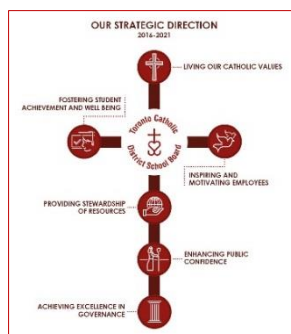 OUR STRATEGIC DIRECTION
2016-2021
LIVING OUR CATHOLIC VALUES
FOSTERING STUDENT
ACHIEVEMENT AND WELL BEING
Toronto Catholic
District School Board
INSPIRING AND
MOTIVATING EMPLOYEES
PROVIDING STEWARDSHIP
OF RESOURCES
ENHANCING PUBLIC
CONFIDENCE
ACHIEVING EXCELLENCE IN
GOVERNANCE